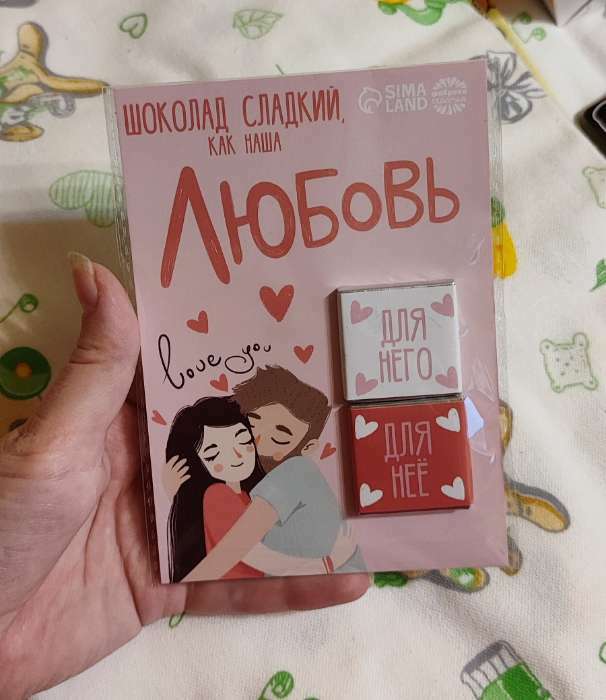 ШОКОЛАД СЛАДКИЙ,
КАК НАША
ЛЮБОВЬ
SIMA
LAND
love you
ДЛЯ
НЕГО
ДЛЯ
НЕЁ